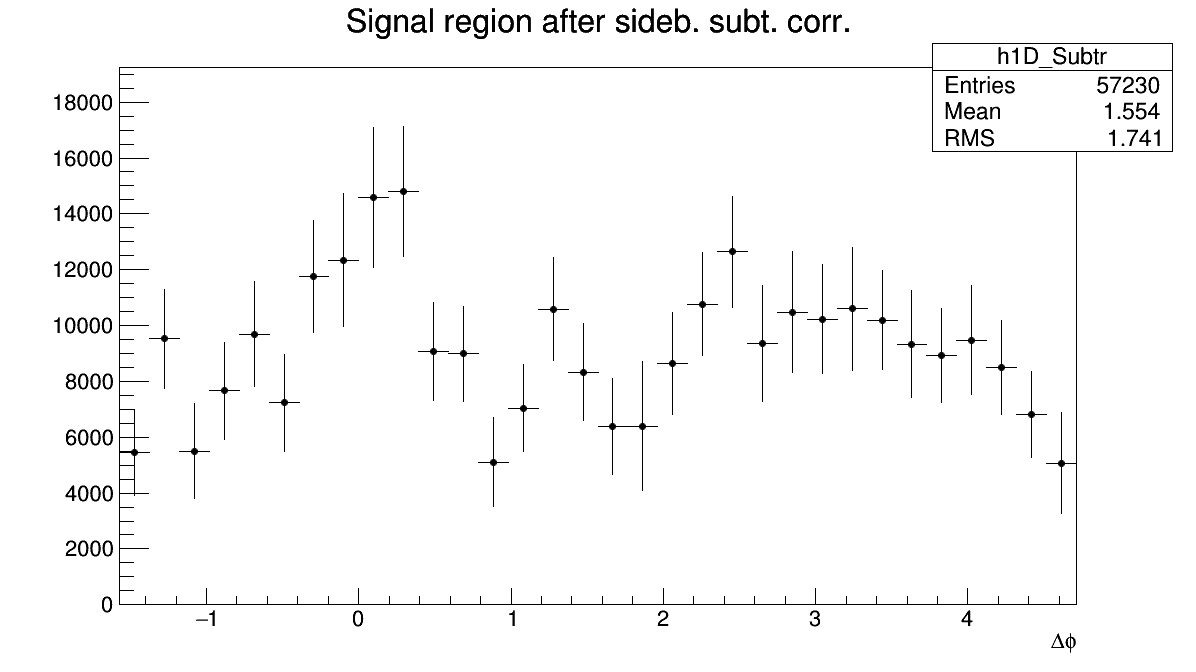 Signal region after sideb. subt. corr.
h1D_Subtr
Entries 57230
Mean 1.554
RMS 1.741
18000
16000
14000
12000
10000
8000
6000
4000
2000
0
−1 0 1 2 3 4
Δϕ